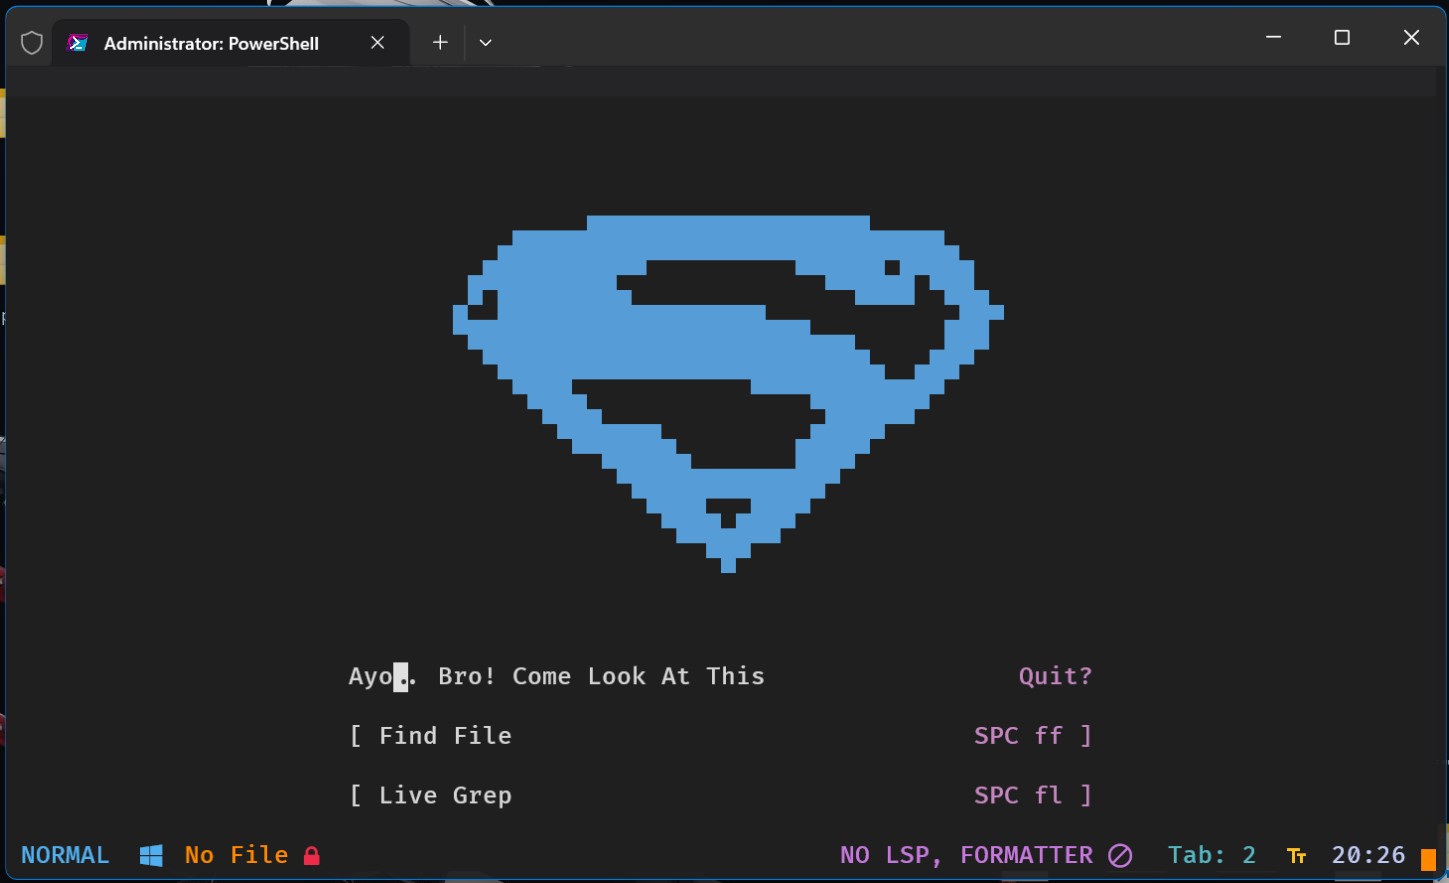 Administrator: PowerShell
Ayo.. Bro! Come Look At This Quit?
[ Find File SPC ff ]
[ Live Grep SPC fl ]
NORMAL No File NO LSP, FORMATTER Tab: 2 Tт 20:26